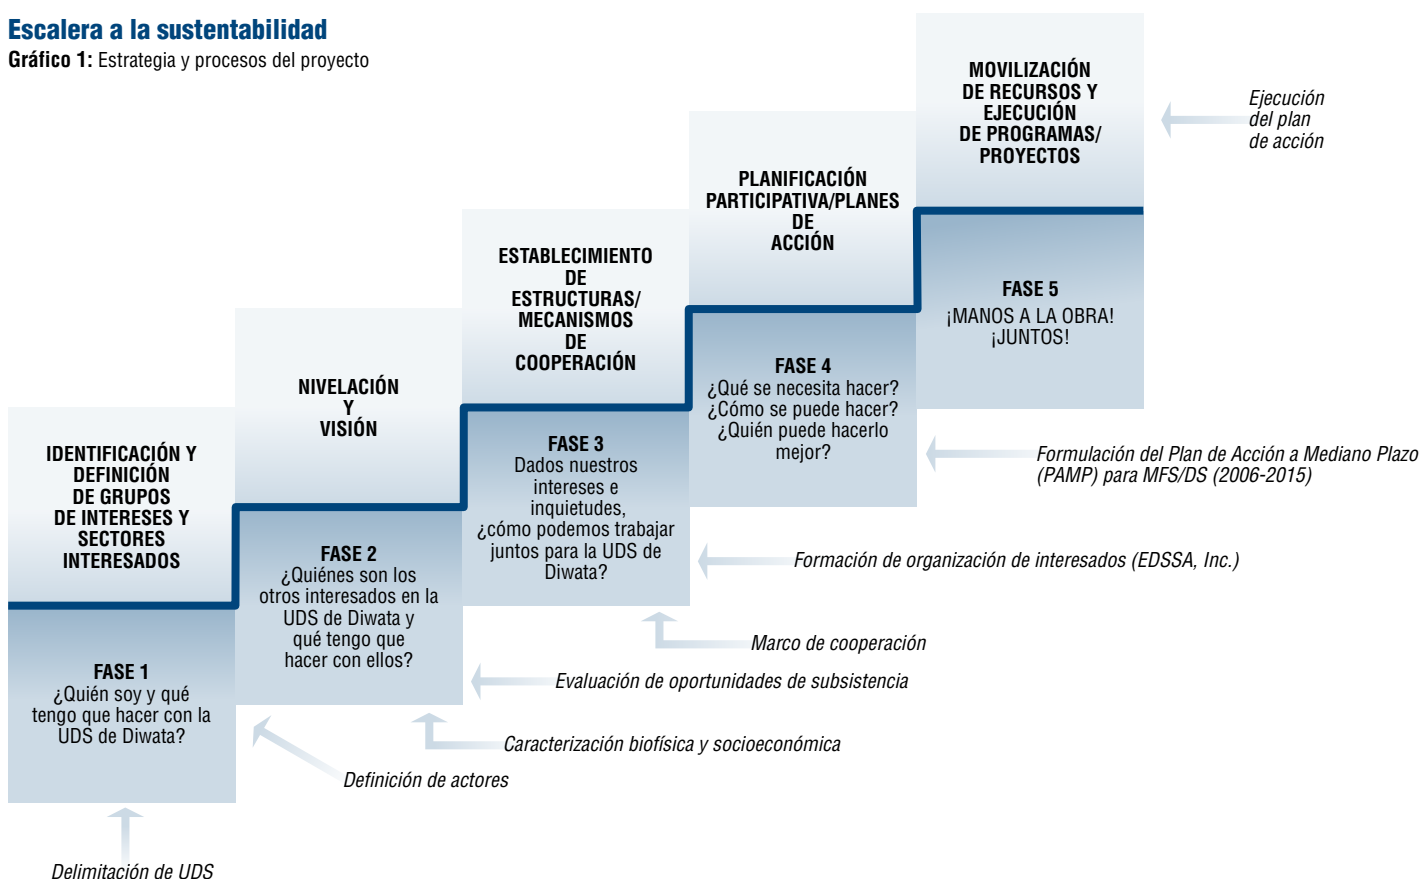 Escalera a la sustentabilidad
Gráfico 1: Estrategia y procesos del proyecto
IDENTIFICACIÓN Y
DEFINICIÓN
DE GRUPOS
DE INTERESES Y
SECTORES
INTERESADOS
FASE 1
¿Quién soy y qué
tengo que hacer con la
UDS de Diwata?
Delimitación de UDS
Definición de actores
NIVELACIÓN
Y
VISIÓN
FASE 2
¿Quiénes son los
otros interesados en la
UDS de Diwata y
qué tengo que
hacer con ellos?
Caracterización biofísica y socioeconómica
Evaluación de oportunidades de subsistencia
ESTABLECIMIENTO
DE
ESTRUCTURAS/
MECANISMOS
DE
COOPERACIÓN
FASE 3
Dados nuestros
intereses e
inquietudes,
¿cómo podemos trabajar
juntos para la UDS de
Diwata?
Marco de cooperación
Formación de organización de interesados (EDSSA, Inc.)
PLANIFICACIÓN
PARTICIPATIVA/PLANES
DE
ACCIÓN
FASE 4
¿Qué se necesita hacer?
¿Cómo se puede hacer?
¿Quién puede hacerlo
mejor?
Formulación del Plan de Acción a Mediano Plazo
(PAMP) para MFS/DS (2006-2015)
MOVILIZACIÓN
DE RECURSOS Y
EJECUCIÓN
DE PROGRAMAS/
PROYECTOS
FASE 5
¡MANOS A LA OBRA!
¡JUNTOS!
Ejecución
del plan
de acción